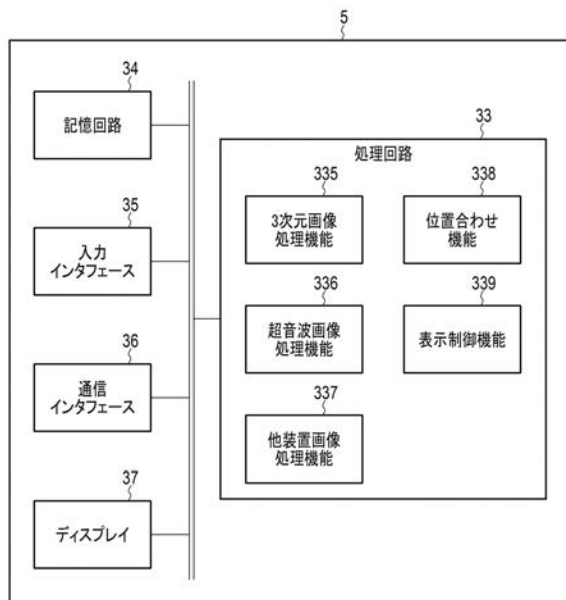 5
34
記憶回路
33
処理回路
335
3次元画像
処理機能
338
位置合わせ
機能
35
入力
インタフェース
336
超音波画像
処理機能
339
表示制御機能
36
通信
インタフェース
337
他装置画像
処理機能
37
ディスプレイ